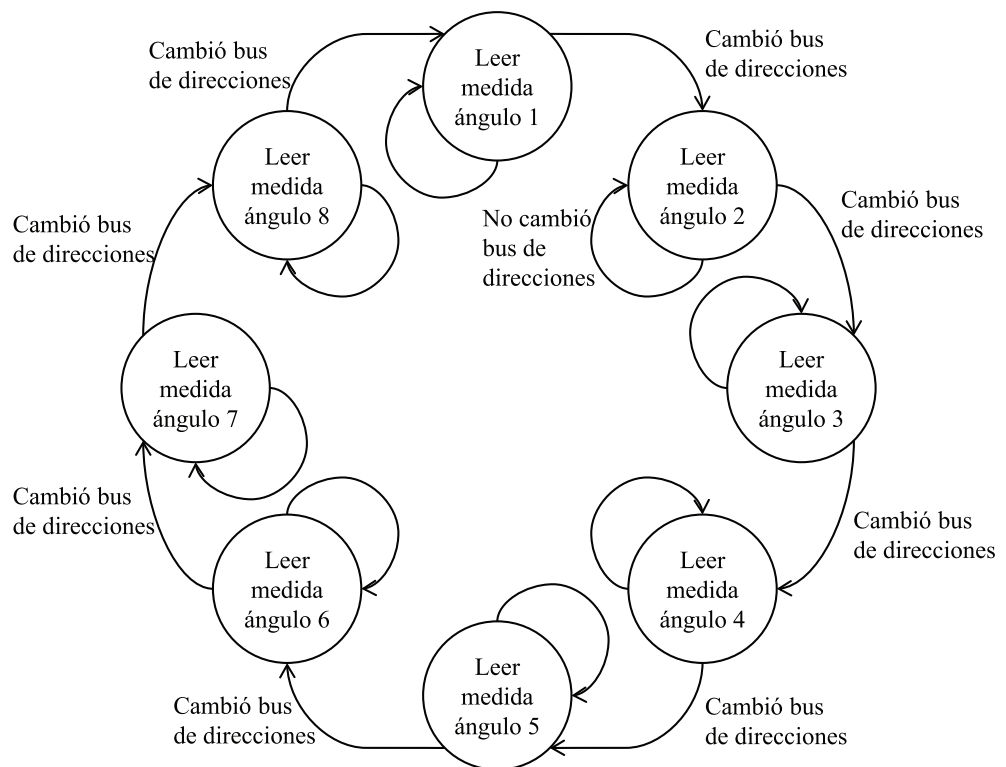 Cambió bus
de direcciones
Leer
medida
ángulo 1
Cambió bus
de direcciones
Leer
medida
ángulo 8
Leer
medida
ángulo 2
Cambió bus
de direcciones
No cambió
bus de
direcciones
Cambió bus
de direcciones
Leer
medida
ángulo 7
Leer
medida
ángulo 3
Cambió bus
de direcciones
Cambió bus
de direcciones
Leer
medida
ángulo 6
Leer
medida
ángulo 4
Leer
medida
ángulo 5
Cambió bus
de direcciones
Cambió bus
de direcciones